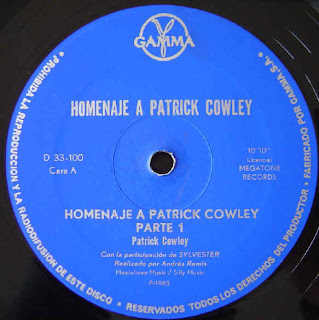 GAMMA
HOMENAJE A PATRICK COWLEY
D 33-100
Cara A
10'10"
Licencia:
MEGATONE
RECORDS
HOMENAJE A PATRICK COWLEY
PARTE 1
Patrick Cowley
Con la participación de SYLVESTER
Realizado por Andrés Remis
Masculine Music / Silly Music
P-1983
PROHIBIDA LA REPRODUCCION Y LA RADIODIFUSION DE ESTE DISCO • RESERVADOS TODOS LOS DERECHOS DEL PRODUCTOR • FABRICADO POR GAMMA, S.A. •